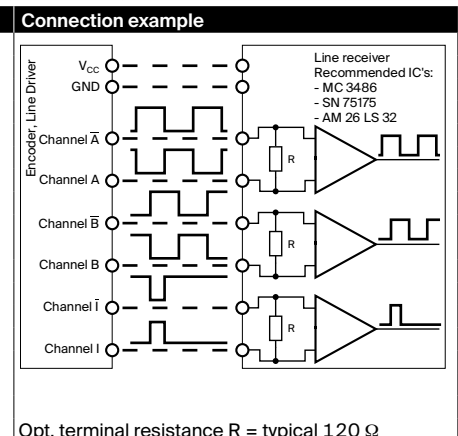 Connection example
Encoder, Line Driver
V_CC
GND
Channel A̅
Channel A
Channel B̅
Channel B
Channel I̅
Channel I
Line receiver
Recommended IC's:
- MC 3486
- SN 75175
- AM 26 LS 32
R
R
R
Opt. terminal resistance R = typical 120 Ω